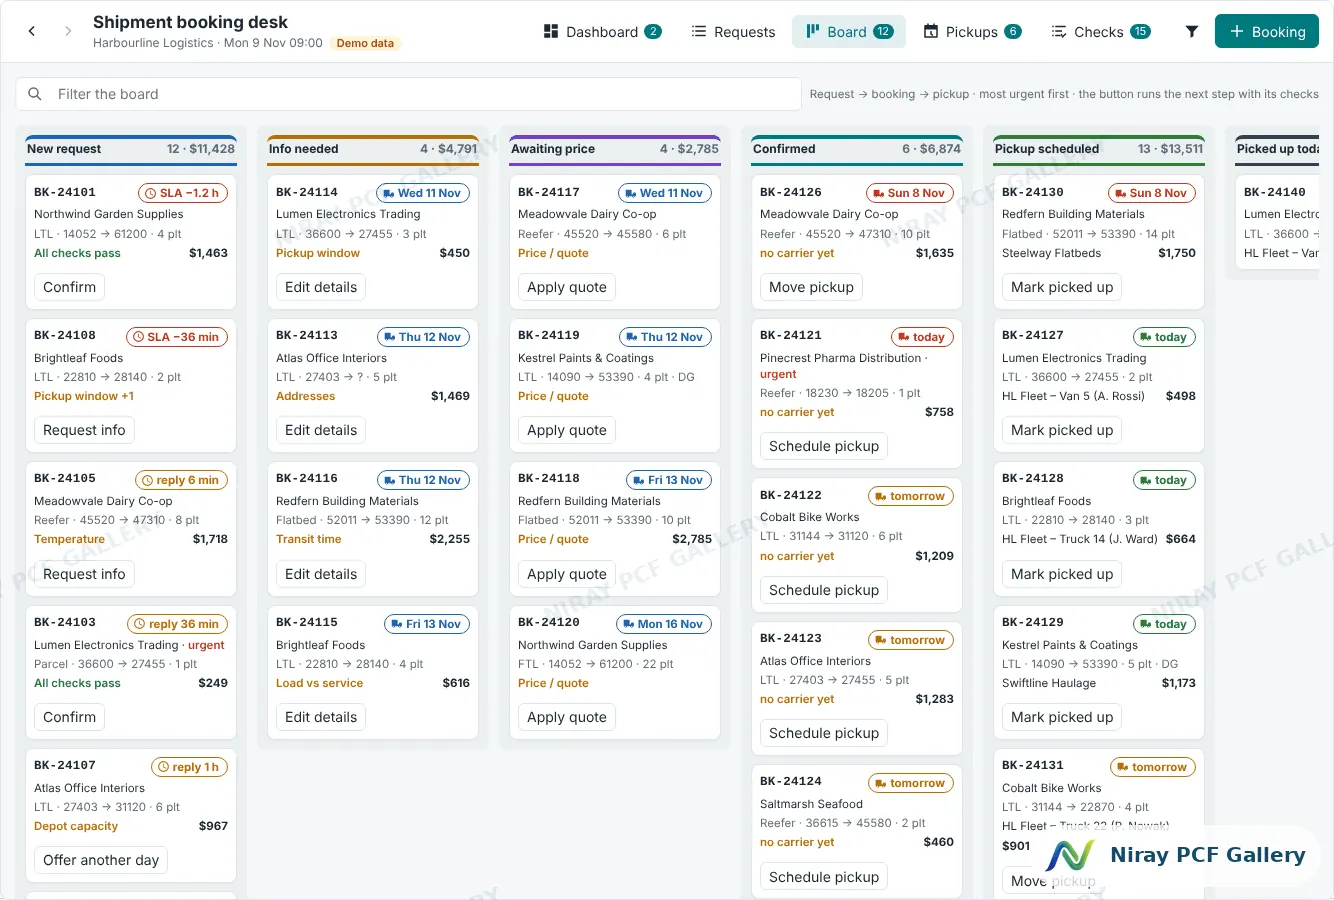 Shipment booking desk
Harbourline Logistics · Mon 9 Nov 09:00 Demo data
Dashboard 2
Requests
Board 12
Pickups 6
Checks 15
+ Booking
Filter the board
Request → booking → pickup · most urgent first · the button runs the next step with its checks
New request 12 · $11,428
BK-24101 SLA −1.2 h
Northwind Garden Supplies
LTL · 14052 → 61200 · 4 plt
All checks pass $1,463
Confirm
BK-24108 SLA −36 min
Brightleaf Foods
LTL · 22810 → 28140 · 2 plt
Pickup window +1
Request info
BK-24105 reply 6 min
Meadowvale Dairy Co-op
Reefer · 45520 → 47310 · 8 plt
Temperature $1,718
Request info
BK-24103 reply 36 min
Lumen Electronics Trading · urgent
Parcel · 36600 → 27455 · 1 plt
All checks pass $249
Confirm
BK-24107 reply 1 h
Atlas Office Interiors
LTL · 27403 → 31120 · 6 plt
Depot capacity $967
Offer another day
Info needed 4 · $4,791
BK-24114 Wed 11 Nov
Lumen Electronics Trading
LTL · 36600 → 27455 · 3 plt
Pickup window $450
Edit details
BK-24113 Thu 12 Nov
Atlas Office Interiors
LTL · 27403 → ? · 5 plt
Addresses $1,469
Edit details
BK-24116 Thu 12 Nov
Redfern Building Materials
Flatbed · 52011 → 53390 · 12 plt
Transit time $2,255
Edit details
BK-24115 Fri 13 Nov
Brightleaf Foods
LTL · 22810 → 28140 · 4 plt
Load vs service $616
Edit details
Awaiting price 4 · $2,785
BK-24117 Wed 11 Nov
Meadowvale Dairy Co-op
Reefer · 45520 → 45580 · 6 plt
Price / quote
Apply quote
BK-24119 Thu 12 Nov
Kestrel Paints & Coatings
LTL · 14090 → 53390 · 4 plt · DG
Price / quote
Apply quote
BK-24118 Fri 13 Nov
Redfern Building Materials
Flatbed · 52011 → 53390 · 10 plt
Price / quote $2,785
Apply quote
BK-24120 Mon 16 Nov
Northwind Garden Supplies
FTL · 14052 → 61200 · 22 plt
Price / quote
Apply quote
Confirmed 6 · $6,874
BK-24126 Sun 8 Nov
Meadowvale Dairy Co-op
Reefer · 45520 → 47310 · 10 plt
no carrier yet $1,635
Move pickup
BK-24121 today
Pinecrest Pharma Distribution ·
urgent
Reefer · 18230 → 18205 · 1 plt
no carrier yet $758
Schedule pickup
BK-24122 tomorrow
Cobalt Bike Works
LTL · 31144 → 31120 · 6 plt
no carrier yet $1,209
Schedule pickup
BK-24123 tomorrow
Atlas Office Interiors
LTL · 27403 → 27455 · 5 plt
no carrier yet $1,283
Schedule pickup
BK-24124 tomorrow
Saltmarsh Seafood
Reefer · 36615 → 45580 · 2 plt
no carrier yet $460
Schedule pickup
Pickup scheduled 13 · $13,511
BK-24130 Sun 8 Nov
Redfern Building Materials
Flatbed · 52011 → 53390 · 14 plt
Steelway Flatbeds $1,750
Mark picked up
BK-24127 today
Lumen Electronics Trading
LTL · 36600 → 27455 · 2 plt
HL Fleet – Van 5 (A. Rossi) $498
Mark picked up
BK-24128 today
Brightleaf Foods
LTL · 22810 → 28140 · 3 plt
HL Fleet – Truck 14 (J. Ward) $664
Mark picked up
BK-24129 today
Kestrel Paints & Coatings
LTL · 14090 → 53390 · 5 plt · DG
Swiftline Haulage $1,173
Mark picked up
BK-24131 tomorrow
Cobalt Bike Works
LTL · 31144 → 22870 · 4 plt
HL Fleet – Truck 22 (P. Nowak)
$901
Move pickup
Picked up toda
BK-24140
Lumen Electro
LTL · 36600 →
HL Fleet – Van
Niray PCF Gallery
NIRAY PCF GALLERY